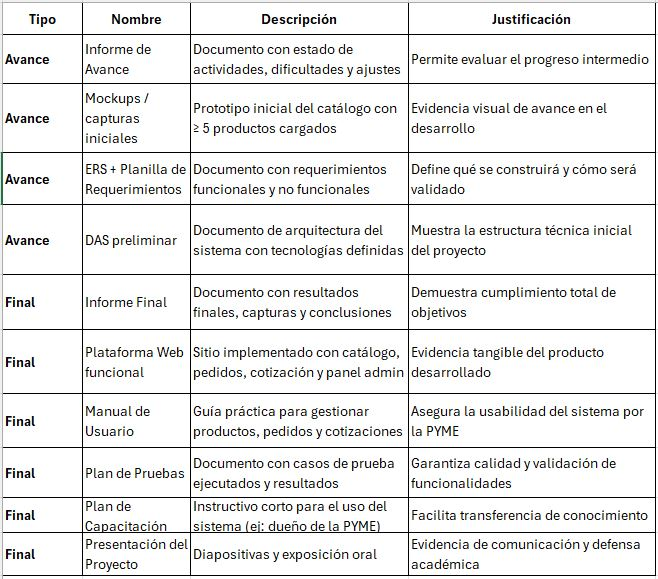 Tipo Nombre Descripción Justificación
Avance Informe de Avance Documento con estado de actividades, dificultades y ajustes Permite evaluar el progreso intermedio
Avance Mockups / capturas iniciales Prototipo inicial del catálogo con ≥ 5 productos cargados Evidencia visual de avance en el desarrollo
Avance ERS + Planilla de Requerimientos Documento con requerimientos funcionales y no funcionales Define qué se construirá y cómo será validado
Avance DAS preliminar Documento de arquitectura del sistema con tecnologías definidas Muestra la estructura técnica inicial del proyecto
Final Informe Final Documento con resultados finales, capturas y conclusiones Demuestra cumplimiento total de objetivos
Final Plataforma Web funcional Sitio implementado con catálogo, pedidos, cotización y panel admin Evidencia tangible del producto desarrollado
Final Manual de Usuario Guía práctica para gestionar productos, pedidos y cotizaciones Asegura la usabilidad del sistema por la PYME
Final Plan de Pruebas Documento con casos de prueba ejecutados y resultados Garantiza calidad y validación de funcionalidades
Final Plan de Capacitación Instructivo corto para el uso del sistema (ej: dueño de la PYME) Facilita transferencia de conocimiento
Final Presentación del Proyecto Diapositivas y exposición oral Evidencia de comunicación y defensa académica